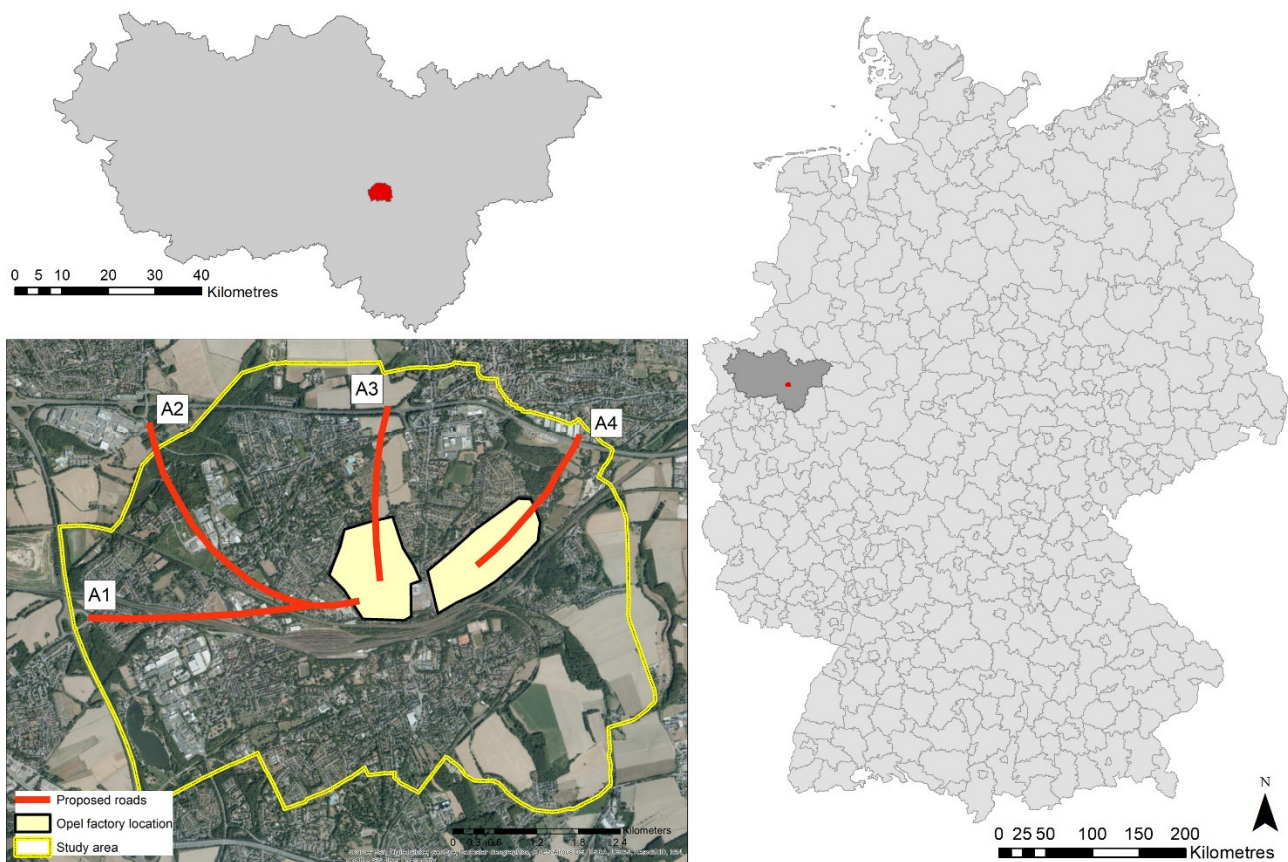 0 5 10 20 30 40
Kilometres
A3
A2
A4
A1
Proposed roads
Opel factory location
Study area
Kilometers
N
0 25 50 100 150 200
Kilometres